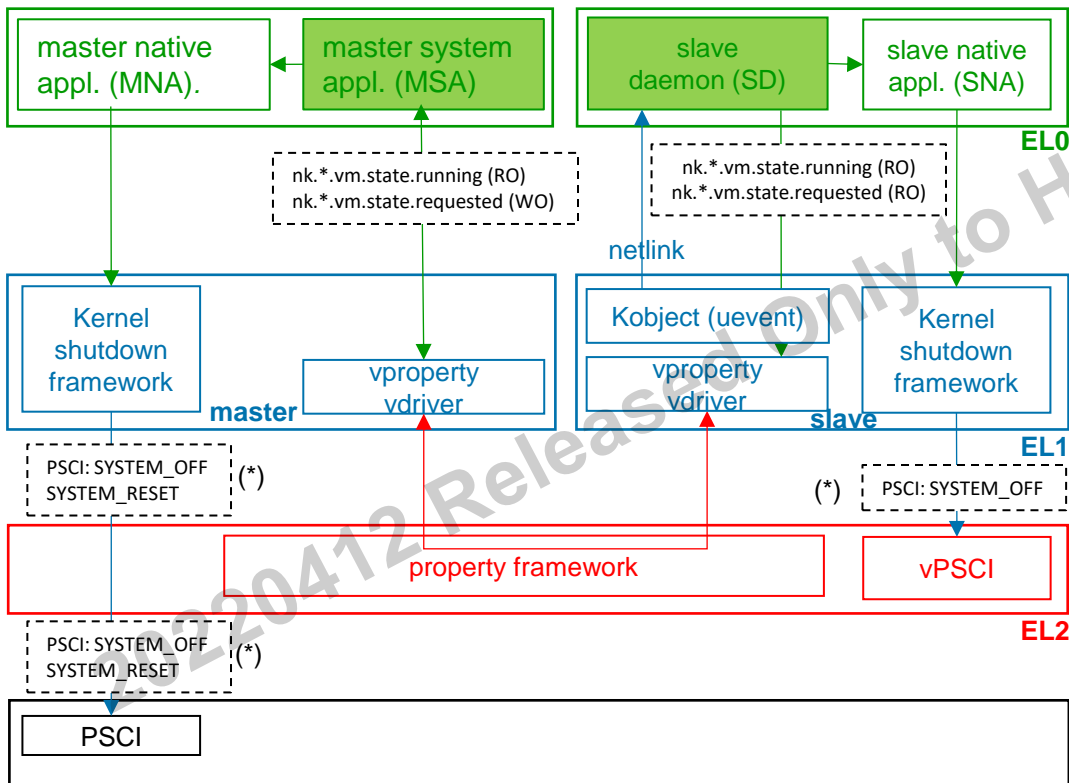 master native
appl. (MNA).
master system
appl. (MSA)
slave
daemon (SD)
slave native
appl. (SNA)
EL0
nk.*.vm.state.running (RO)
nk.*.vm.state.requested (WO)
nk.*.vm.state.running (RO)
nk.*.vm.state.requested (RO)
netlink
Kernel
shutdown
framework
master
vproperty
vdriver
Kobject (uevent)
vproperty
vdriver
slave
Kernel
shutdown
framework
EL1
PSCI: SYSTEM_OFF
SYSTEM_RESET
(*)
(*)
PSCI: SYSTEM_OFF
property framework
vPSCI
EL2
PSCI: SYSTEM_OFF
SYSTEM_RESET
(*)
PSCI
20220412 Released Only to H